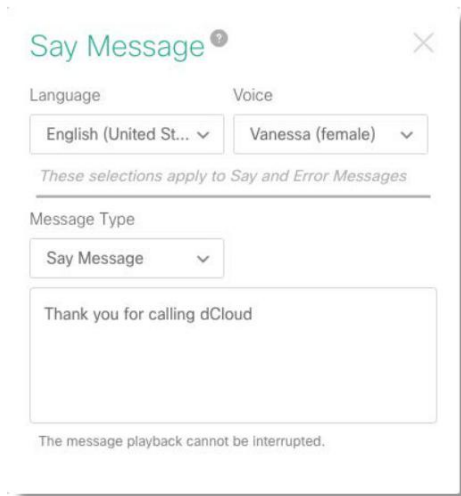 Say Message ?
Language Voice
English (United St... Vanessa (female)
These selections apply to Say and Error Messages
Message Type
Say Message
Thank you for calling dCloud
The message playback cannot be interrupted.